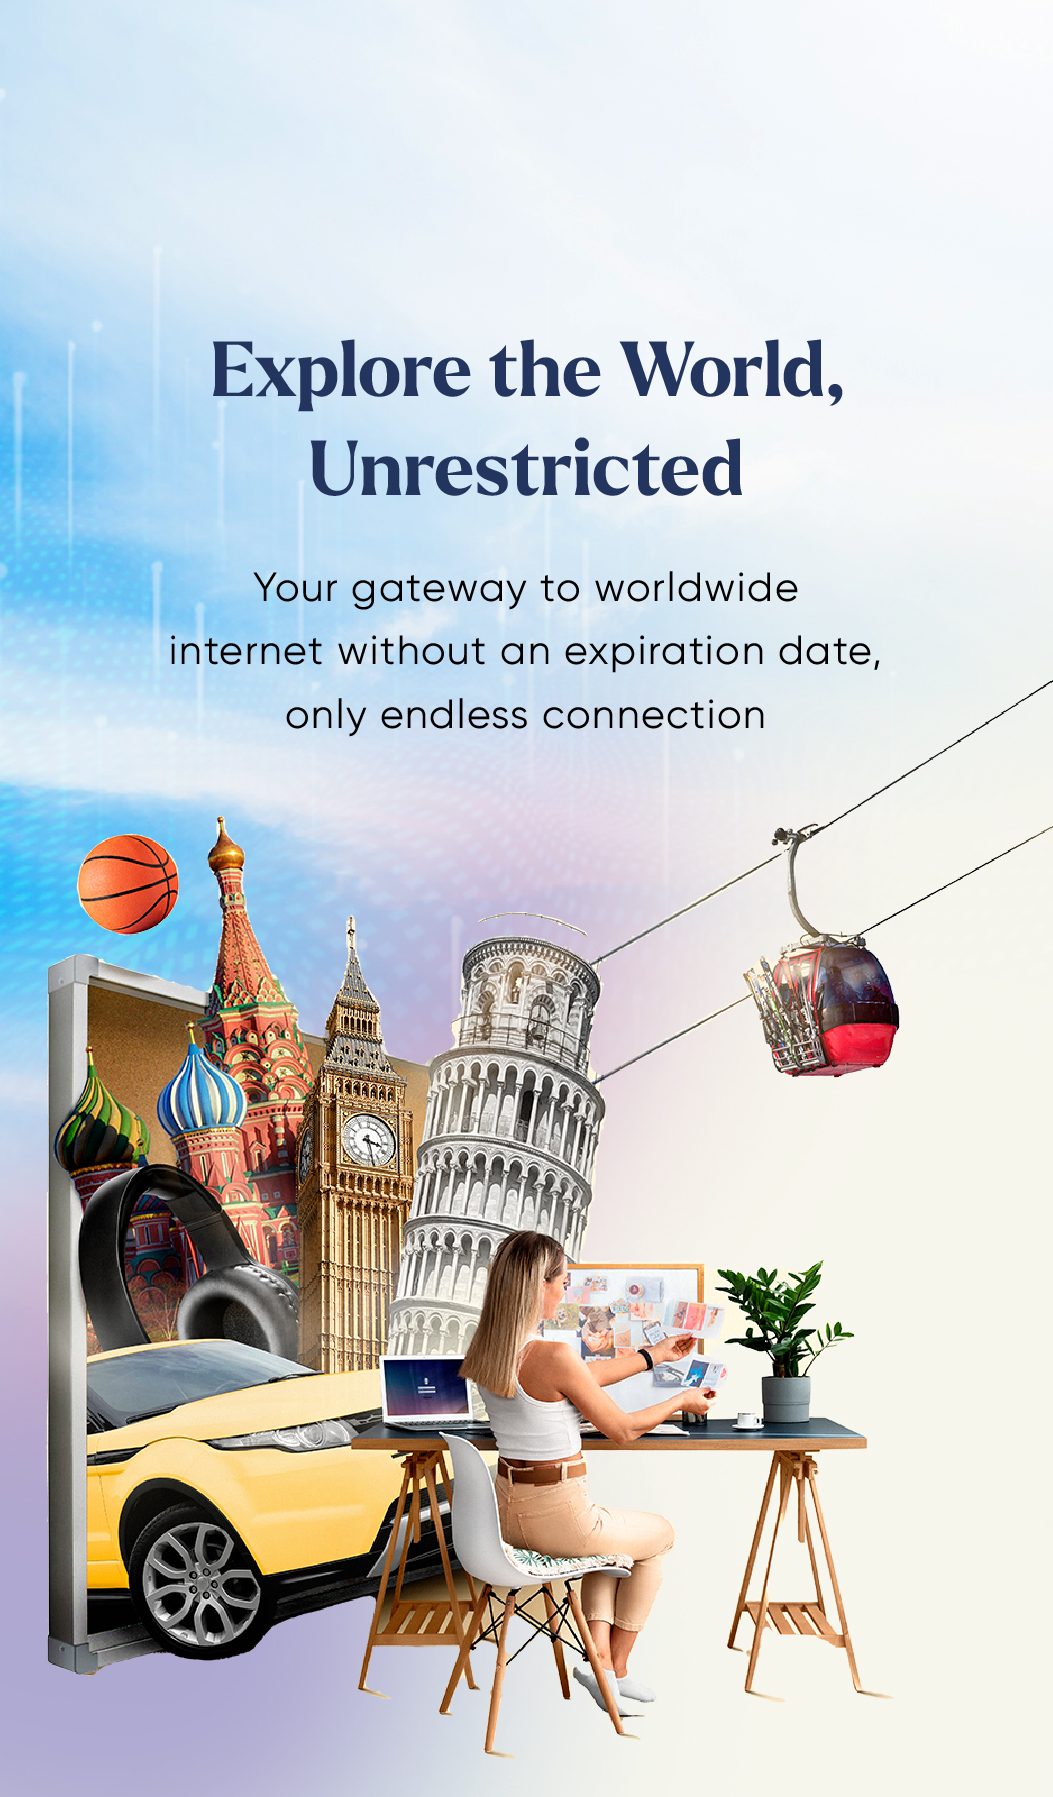 Explore the World,
Unrestricted
Your gateway to worldwide
internet without an expiration date,
only endless connection